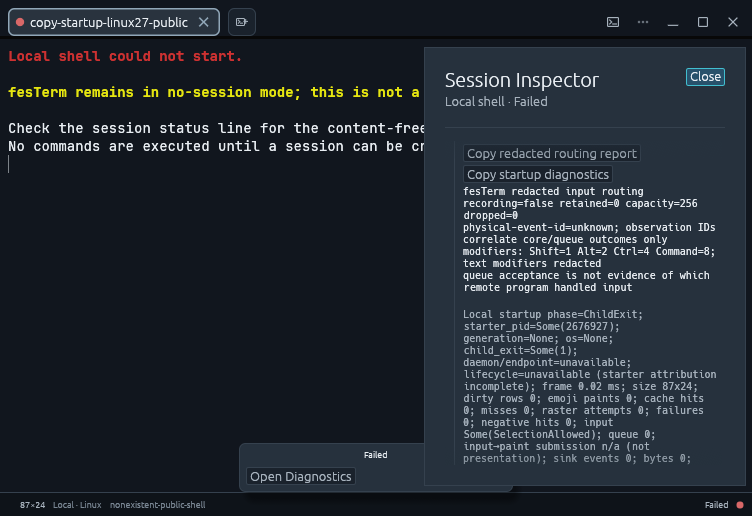 copy-startup-linux27-public
Local shell could not start.
fesTerm remains in no-session mode; this is not a
Check the session status line for the content-free
No commands are executed until a session can be cr
Session Inspector
Close
Local shell · Failed
Copy redacted routing report
Copy startup diagnostics
fesTerm redacted input routing
recording=false retained=0 capacity=256
dropped=0
physical-event-id=unknown; observation IDs
correlate core/queue outcomes only
modifiers: Shift=1 Alt=2 Ctrl=4 Command=8;
text modifiers redacted
queue acceptance is not evidence of which
remote program handled input
Local startup phase=ChildExit;
starter_pid=Some(2676927);
generation=None; os=None;
child_exit=Some(1);
daemon/endpoint=unavailable;
lifecycle=unavailable (starter attribution
incomplete); frame 0.02 ms; size 87x24;
dirty rows 0; emoji paints 0; cache hits
0; misses 0; raster attempts 0; failures
0; negative hits 0; input
Some(SelectionAllowed); queue 0;
input→paint submission n/a (not
presentation); sink events 0; bytes 0;
Failed
Open Diagnostics
87×24 Local · Linux nonexistent-public-shell
Failed